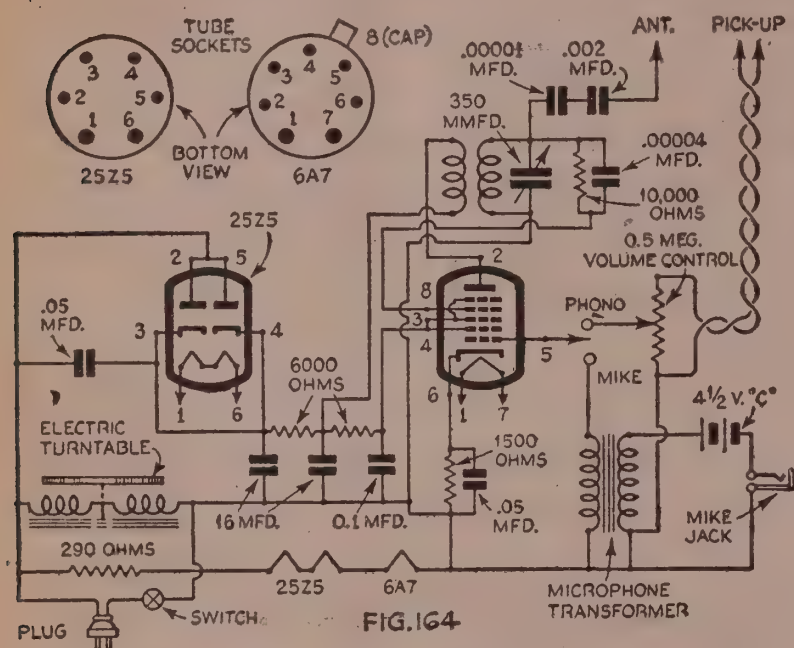 TUBE
SOCKETS
3 4
2 5
1 6
25Z5
BOTTOM
VIEW
8 (CAP)
4
3 5
2 6
1 7
6A7
MFD.
.002
MFD.
ANT.
PICK-UP
350
MMFD.
.00004
MFD.
10,000
OHMS
0.5 MEG.
VOLUME CONTROL
25Z5
2 5
3 4
1 6
.05
MFD.
6000
OHMS
2
8
3
4
5
6
1 7
PHONO
MIKE
4 1/2 V. "C"
ELECTRIC
TURNTABLE
16 MFD.
0.1 MFD.
1500
OHMS
.05
MFD.
MIKE
JACK
290 OHMS
25Z5
6A7
MICROPHONE
TRANSFORMER
SWITCH
PLUG
FIG.164